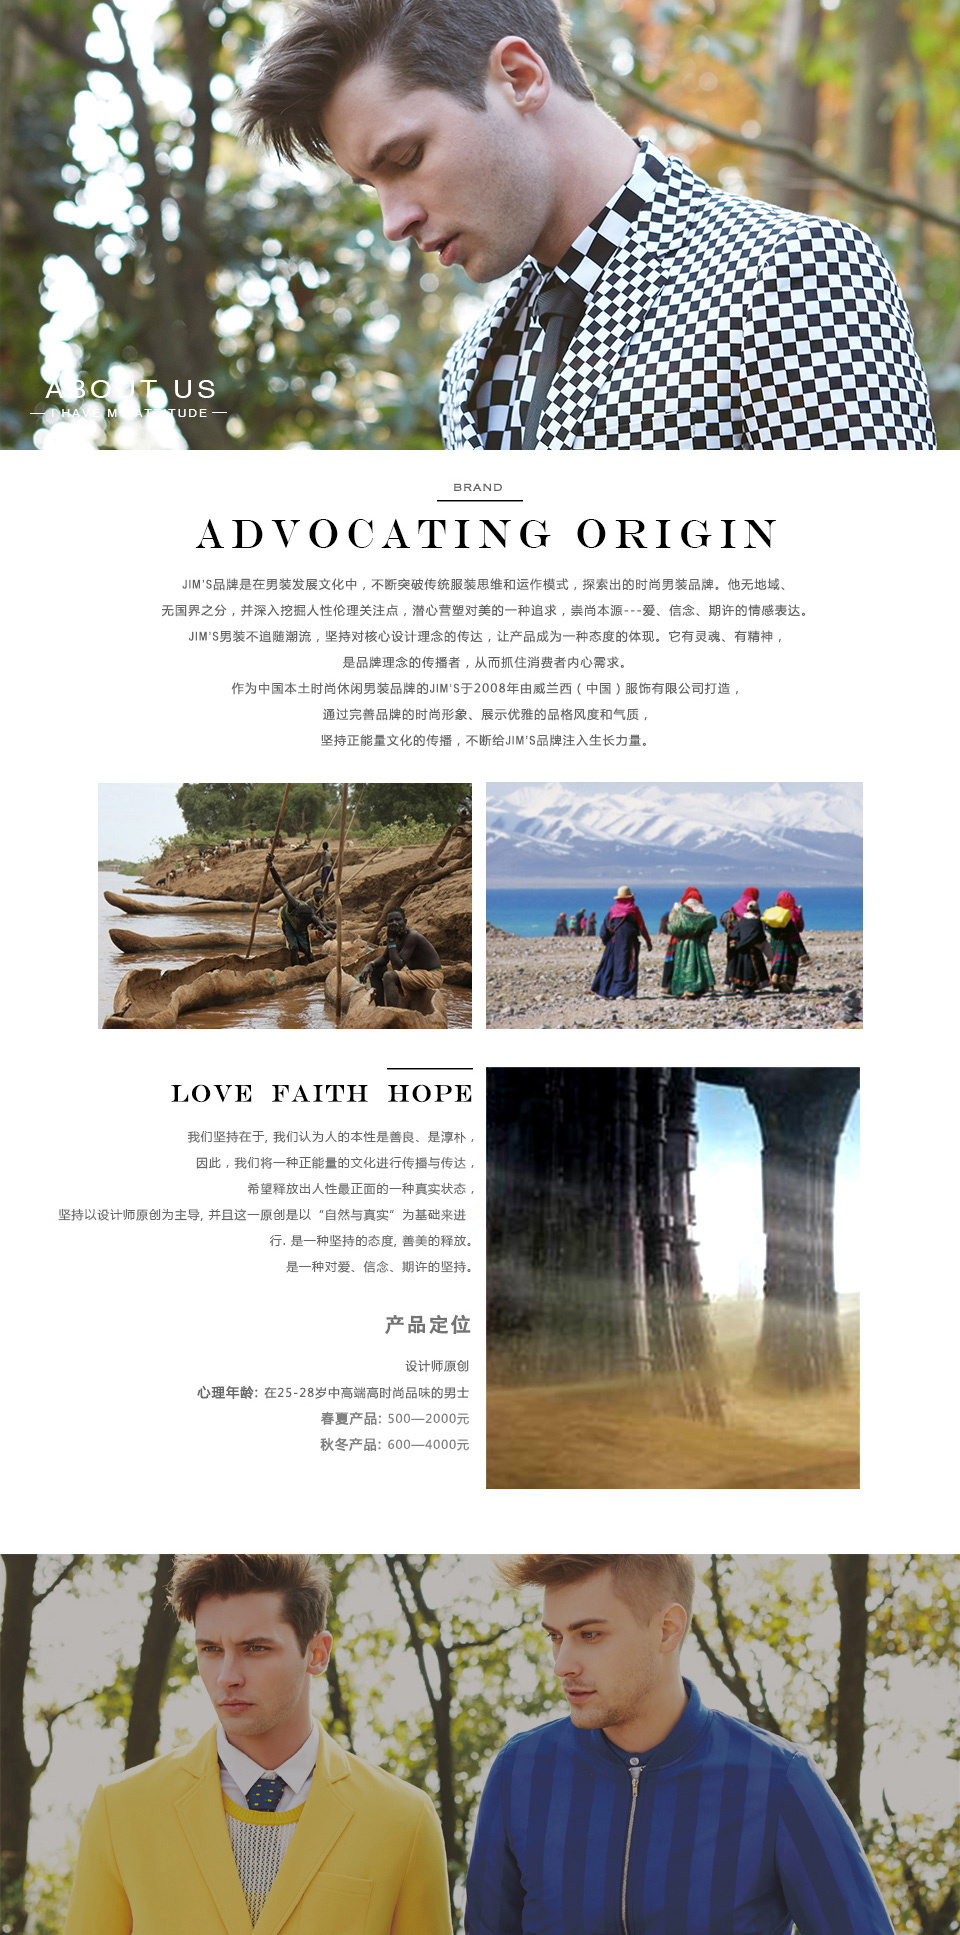 ABOUT US
I HAVE MY ATTITUDE
BRAND
ADVOCATING ORIGIN
JIM'S品牌是在男装发展文化中，不断突破传统服装思维和运作模式，探索出的时尚男装品牌。他无地域、
无国界之分，并深入挖掘人性伦理关注点，潜心营塑对美的一种追求，崇尚本源---爱、信念、期许的情感表达。
JIM'S男装不追随潮流，坚持对核心设计理念的传达，让产品成为一种态度的体现。它有灵魂、有精神，
是品牌理念的传播者，从而抓住消费者内心需求。
作为中国本土时尚休闲男装品牌的JIM'S于2008年由威兰西（中国）服饰有限公司打造，
通过完善品牌的时尚形象、展示优雅的品格风度和气质，
坚持正能量文化的传播，不断给JIM'S品牌注入生长力量。
LOVE FAITH HOPE
我们坚持在于, 我们认为人的本性是善良、是淳朴，
因此，我们将一种正能量的文化进行传播与传达，
希望释放出人性最正面的一种真实状态，
坚持以设计师原创为主导, 并且这一原创是以“自然与真实”为基础来进
行. 是一种坚持的态度, 善美的释放。
是一种对爱、信念、期许的坚持。
产品定位
设计师原创
心理年龄: 在25-28岁中高端高时尚品味的男士
春夏产品: 500—2000元
秋冬产品: 600—4000元